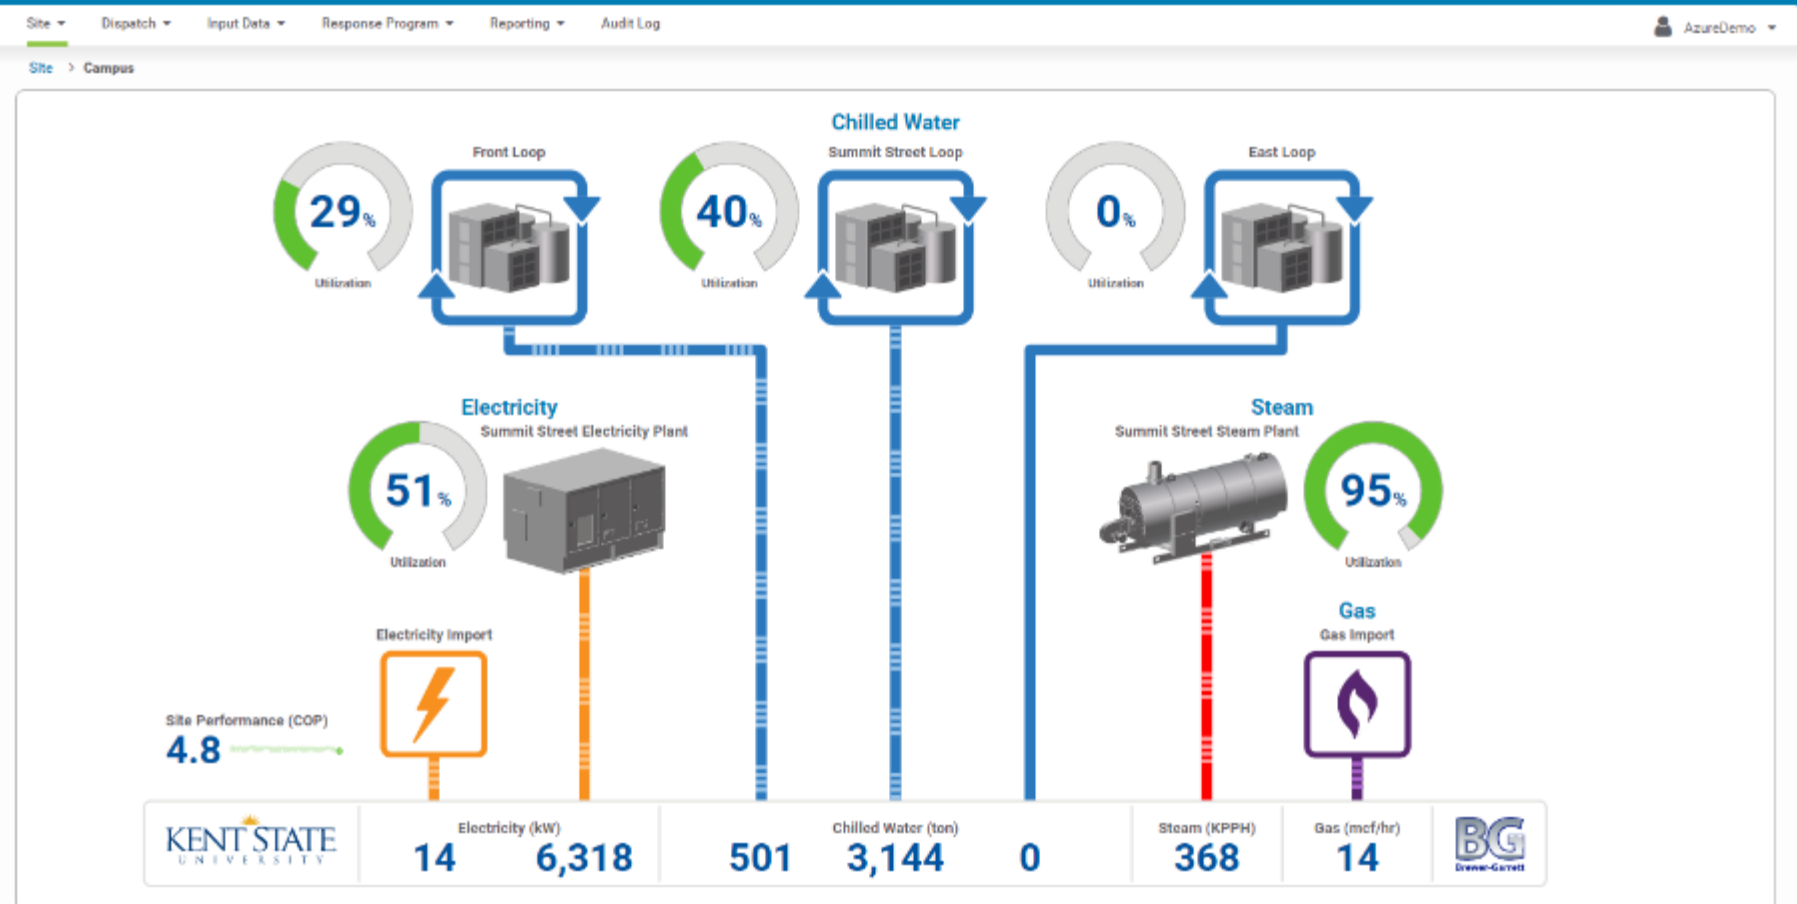 Site Dispatch Input Data Response Program Reporting Audit Log AzureDemo
Site > Campus
Chilled Water
Front Loop
29%
Utilization
Summit Street Loop
40%
Utilization
East Loop
0%
Utilization
Electricity
Summit Street Electricity Plant
51%
Utilization
Steam
Summit Street Steam Plant
95%
Utilization
Electricity Import
Gas
Gas Import
Site Performance (COP)
4.8
KENT STATE
UNIVERSITY
Electricity (kW)
14 6,318
Chilled Water (ton)
501 3,144 0
Steam (KPPH)
368
Gas (mcf/hr)
14
BG
Brewer-Garrett